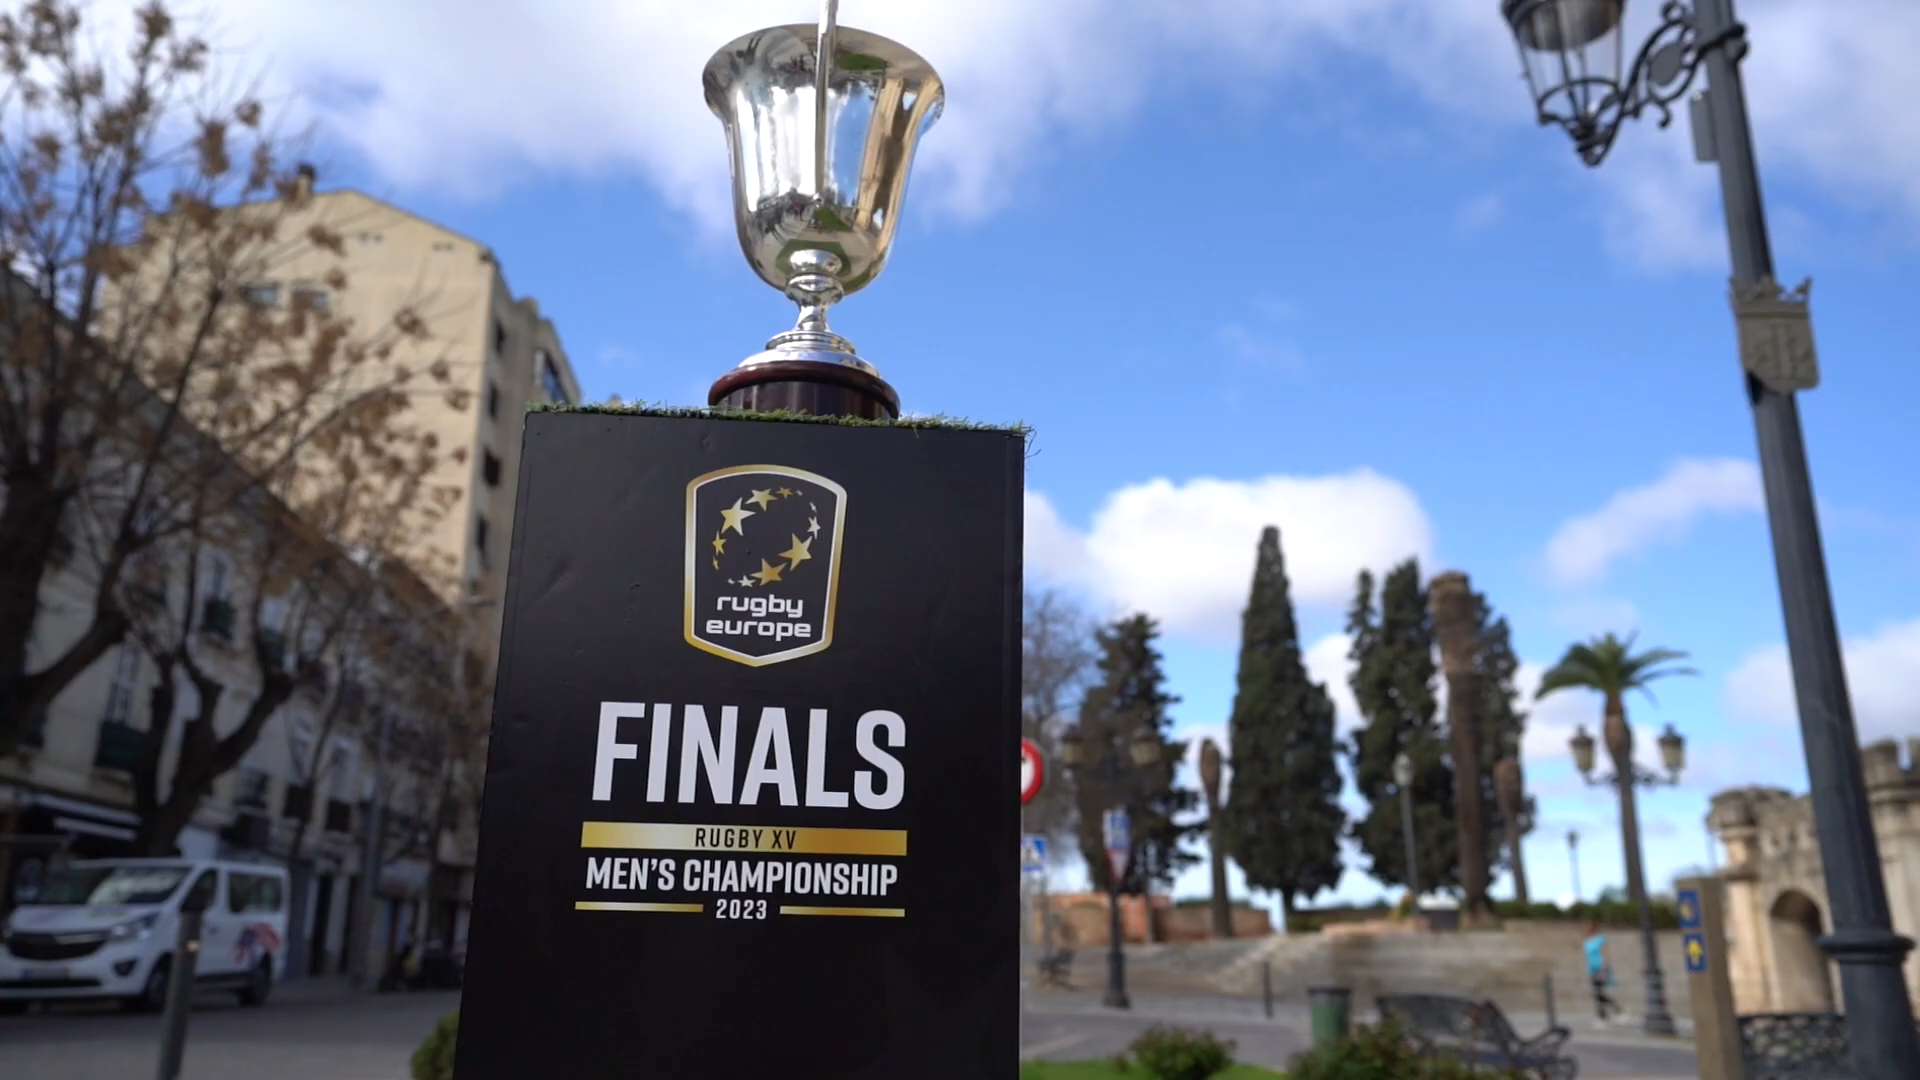 rugby
europe
FINALS
RUGBY XV
MEN'S CHAMPIONSHIP
2023